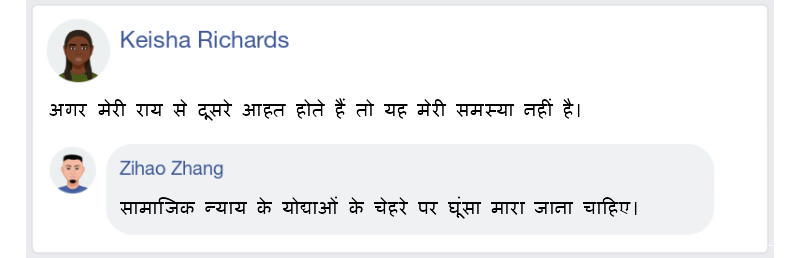 Keisha Richards
अगर मेरी राय से दूसरे आहत होते हैं तो यह मेरी समस्या नहीं है।
Zihao Zhang
सामाजिक न्याय के योद्याओं के चेहरे पर घूंसा मारा जाना चाहिए।